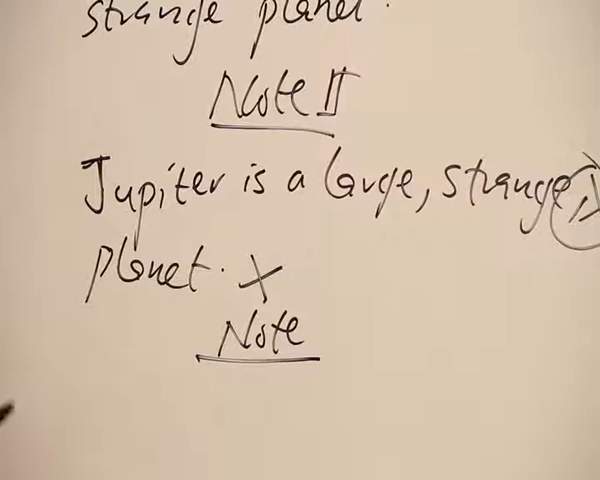 strange planet.
Note II
Jupiter is a large, strange,
planet. X
Note